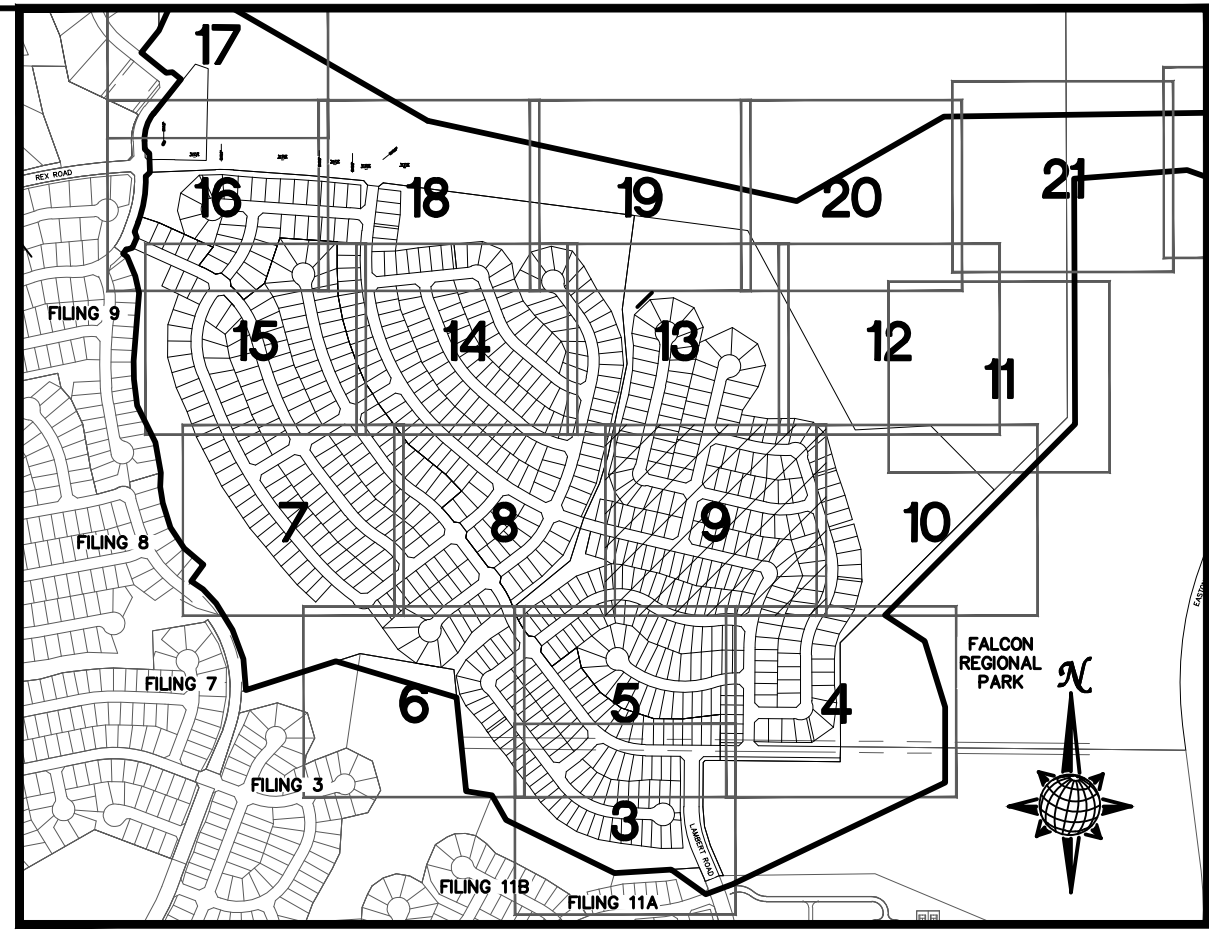 17
REX ROAD
16
18
19
20
21
FILING 9
15
14
13
12
11
FILING 8
7
8
9
10
FALCON
REGIONAL
PARK
N
FILING 7
6
5
4
FILING 3
3
LAMBERT ROAD
FILING 11B
FILING 11A